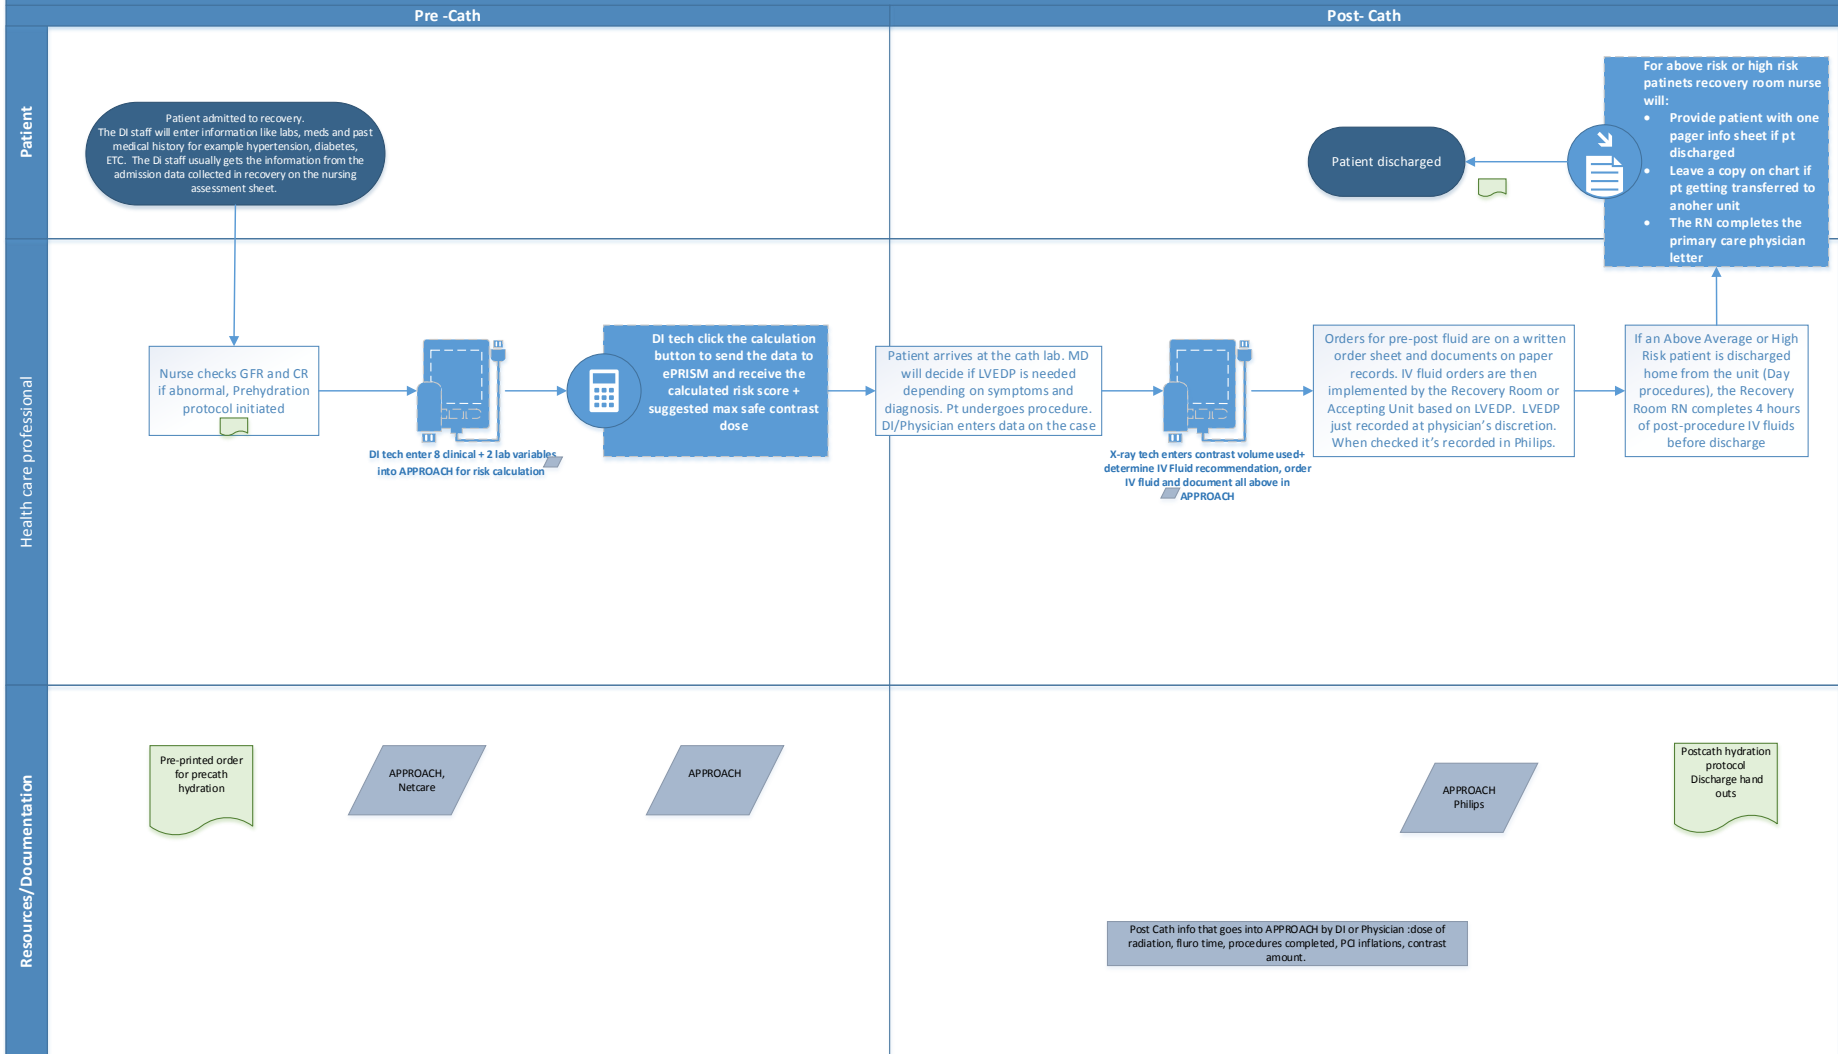 Pre -Cath
Post- Cath
Patient
Patient admitted to recovery.
The DI staff will enter information like labs, meds and past
medical history for example hypertension, diabetes,
ETC.  The Di staff usually gets the information from the
admission data collected in recovery on the nursing
assessment sheet.
Patient discharged
For above risk or high risk
patinets recovery room nurse
will:
• Provide patient with one
pager info sheet if pt
discharged
• Leave a copy on chart if
pt getting transferred to
anoher unit
• The RN completes the
primary care physician
letter
Health care professional
Nurse checks GFR and CR
if abnormal, Prehydration
protocol initiated
DI tech enter 8 clinical + 2 lab variables
into APPROACH for risk calculation
DI tech click the calculation
button to send the data to
ePRISM and receive the
calculated risk score +
suggested max safe contrast
dose
Patient arrives at the cath lab. MD
will decide if LVEDP is needed
depending on symptoms and
diagnosis. Pt undergoes procedure.
DI/Physician enters data on the case
X-ray tech enters contrast volume used+
determine IV Fluid recommendation, order
IV fluid and document all above in
APPROACH
Orders for pre-post fluid are on a written
order sheet and documents on paper
records. IV fluid orders are then
implemented by the Recovery Room or
Accepting Unit based on LVEDP.  LVEDP
just recorded at physician's discretion.
When checked it's recorded in Philips.
If an Above Average or High
Risk patient is discharged
home from the unit (Day
procedures), the Recovery
Room RN completes 4 hours
of post-procedure IV fluids
before discharge
Resources/Documentation
Pre-printed order
for precath
hydration
APPROACH,
Netcare
APPROACH
APPROACH
Philips
Postcath hydration
protocol
Discharge hand
outs
Post Cath info that goes into APPROACH by DI or Physician :dose of
radiation, fluro time, procedures completed, PCI inflations, contrast
amount.